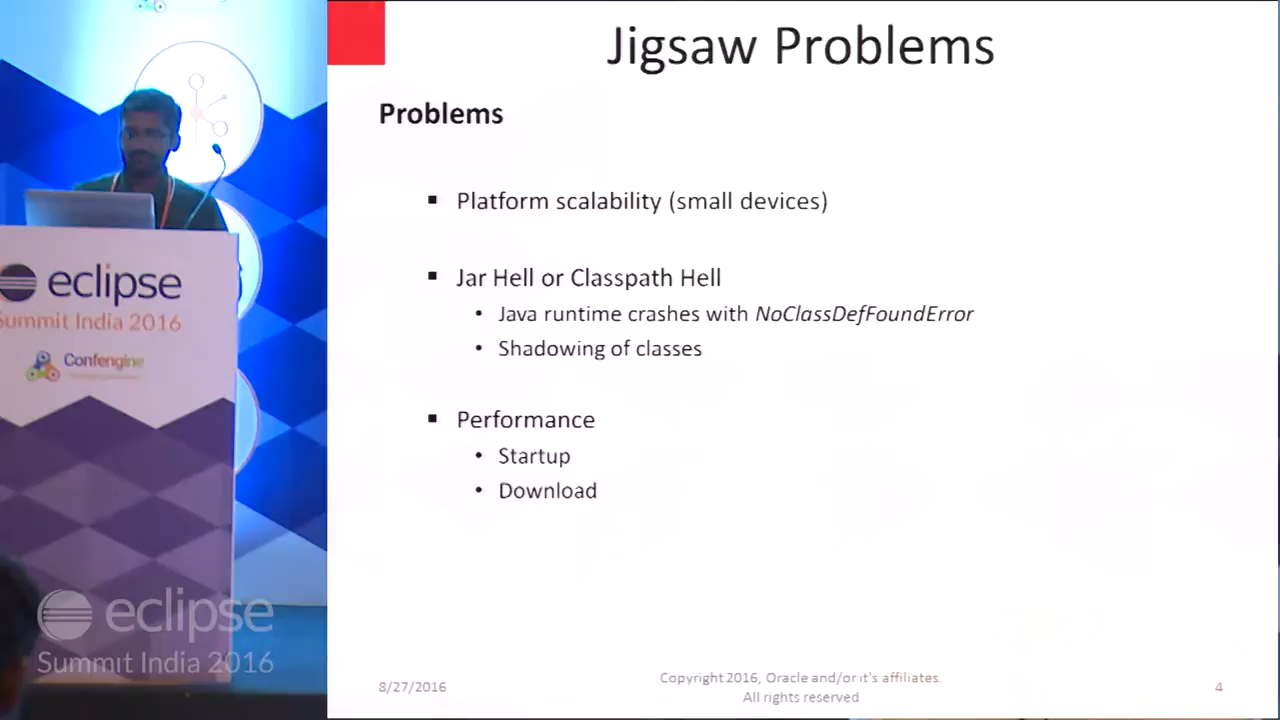 Jigsaw Problems
Problems
▪ Platform scalability (small devices)
▪ Jar Hell or Classpath Hell
• Java runtime crashes with NoClassDefFoundError
• Shadowing of classes
▪ Performance
• Startup
• Download
8/27/2016
Copyright 2016, Oracle and/or it's affiliates.
All rights reserved
4
eclipse
Summit India 2016
Confengine
eclipse
Summit India 2016